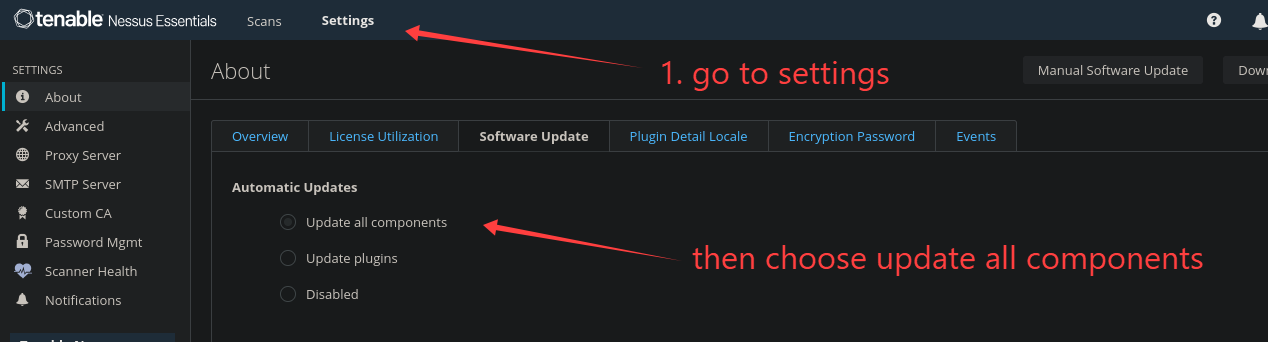 tenable Nessus Essentials Scans Settings
1. go to settings
SETTINGS
About
Advanced
Proxy Server
SMTP Server
Custom CA
Password Mgmt
Scanner Health
Notifications
About
Manual Software Update
Overview License Utilization Software Update Plugin Detail Locale Encryption Password Events
Automatic Updates
Update all components
then choose update all components
Update plugins
Disabled